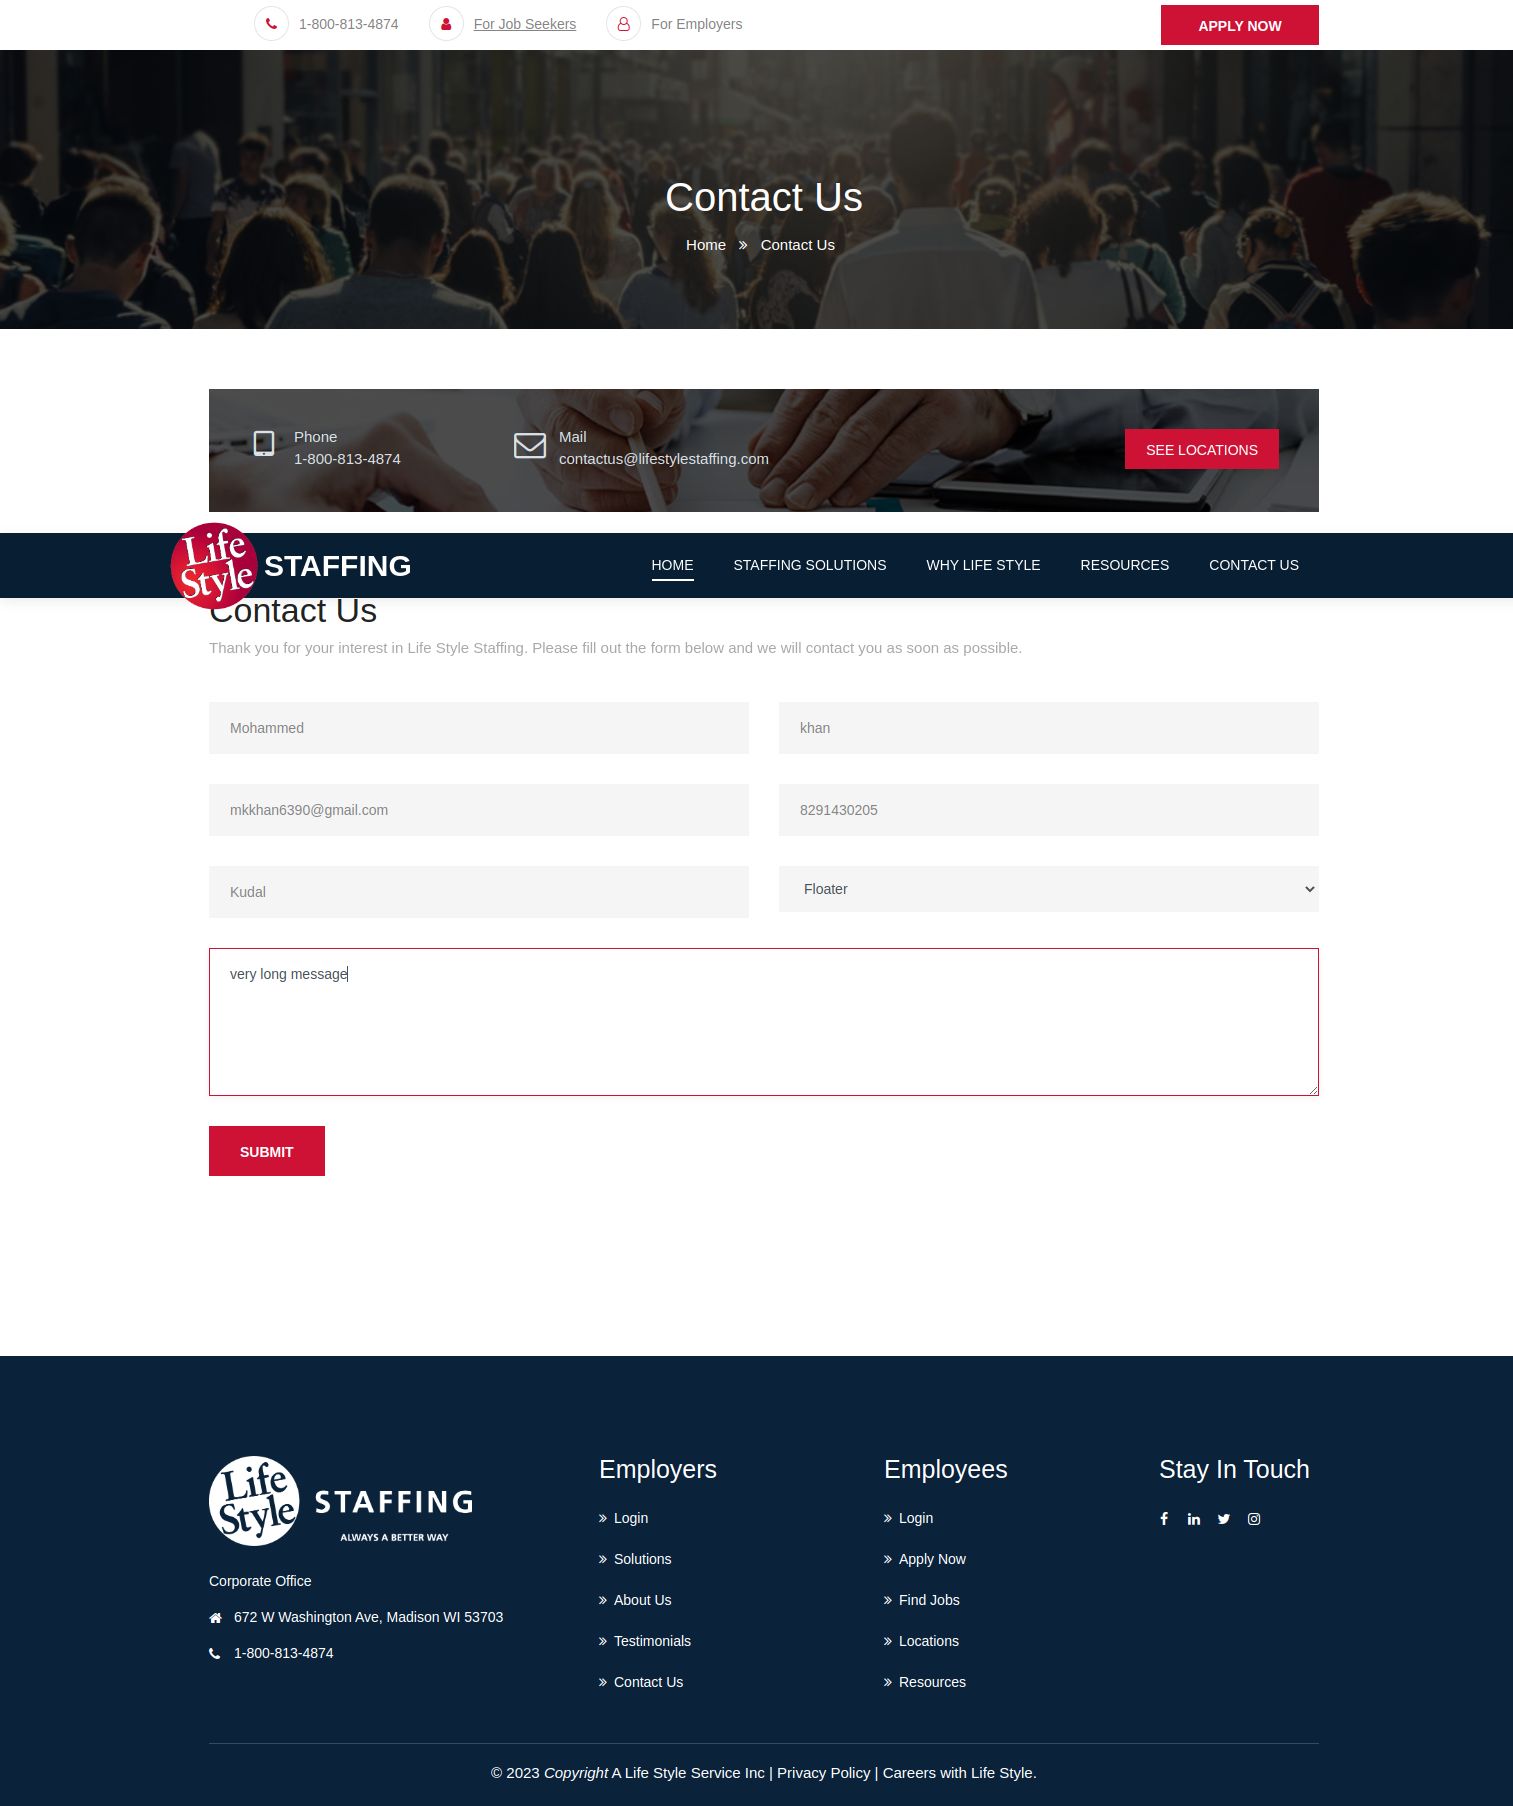 1-800-813-4874 For Job Seekers For Employers APPLY NOW
Contact Us
Home Contact Us
Phone
1-800-813-4874
Mail
contactus@lifestylestaffing.com
SEE LOCATIONS
Life Style STAFFING
HOME STAFFING SOLUTIONS WHY LIFE STYLE RESOURCES CONTACT US
Contact Us
Thank you for your interest in Life Style Staffing. Please fill out the form below and we will contact you as soon as possible.
Mohammed khan
mkkhan6390@gmail.com 8291430205
Kudal Floater
very long message
SUBMIT
Life Style STAFFING
ALWAYS A BETTER WAY
Corporate Office
672 W Washington Ave, Madison WI 53703
1-800-813-4874
Employers
Login
Solutions
About Us
Testimonials
Contact Us
Employees
Login
Apply Now
Find Jobs
Locations
Resources
Stay In Touch
© 2023 Copyright A Life Style Service Inc | Privacy Policy | Careers with Life Style.